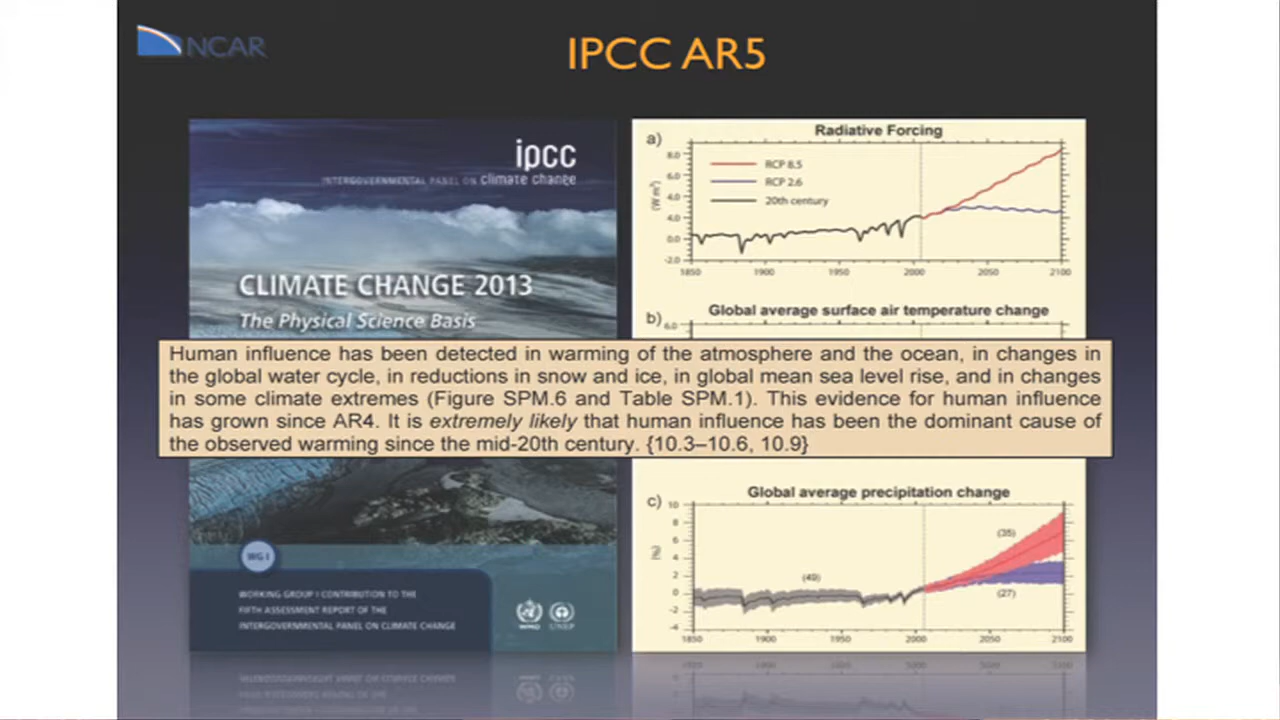 NCAR
IPCC AR5
ipcc
INTERGOVERNMENTAL PANEL ON climate change
CLIMATE CHANGE 2013
The Physical Science Basis
a)
Radiative Forcing
8.0
6.0
4.0
4.0
0.0
-2.0
(W m²)
RCP 8.5
RCP 2.6
20th century
1850 1900 1950 2000 2050 2100
b)
Global average surface air temperature change
6.0
Human influence has been detected in warming of the atmosphere and the ocean, in changes in
the global water cycle, in reductions in snow and ice, in global mean sea level rise, and in changes
in some climate extremes (Figure SPM.6 and Table SPM.1). This evidence for human influence
has grown since AR4. It is extremely likely that human influence has been the dominant cause of
the observed warming since the mid-20th century. {10.3–10.6, 10.9}
c)
Global average precipitation change
10
8
6
4
2
0
-2
-4
(%)
(49)
(35)
(27)
1850 1900 1950 2000 2050 2100
WG I
WORKING GROUP I CONTRIBUTION TO THE
FIFTH ASSESSMENT REPORT OF THE
INTERGOVERNMENTAL PANEL ON CLIMATE CHANGE
WMO UNEP